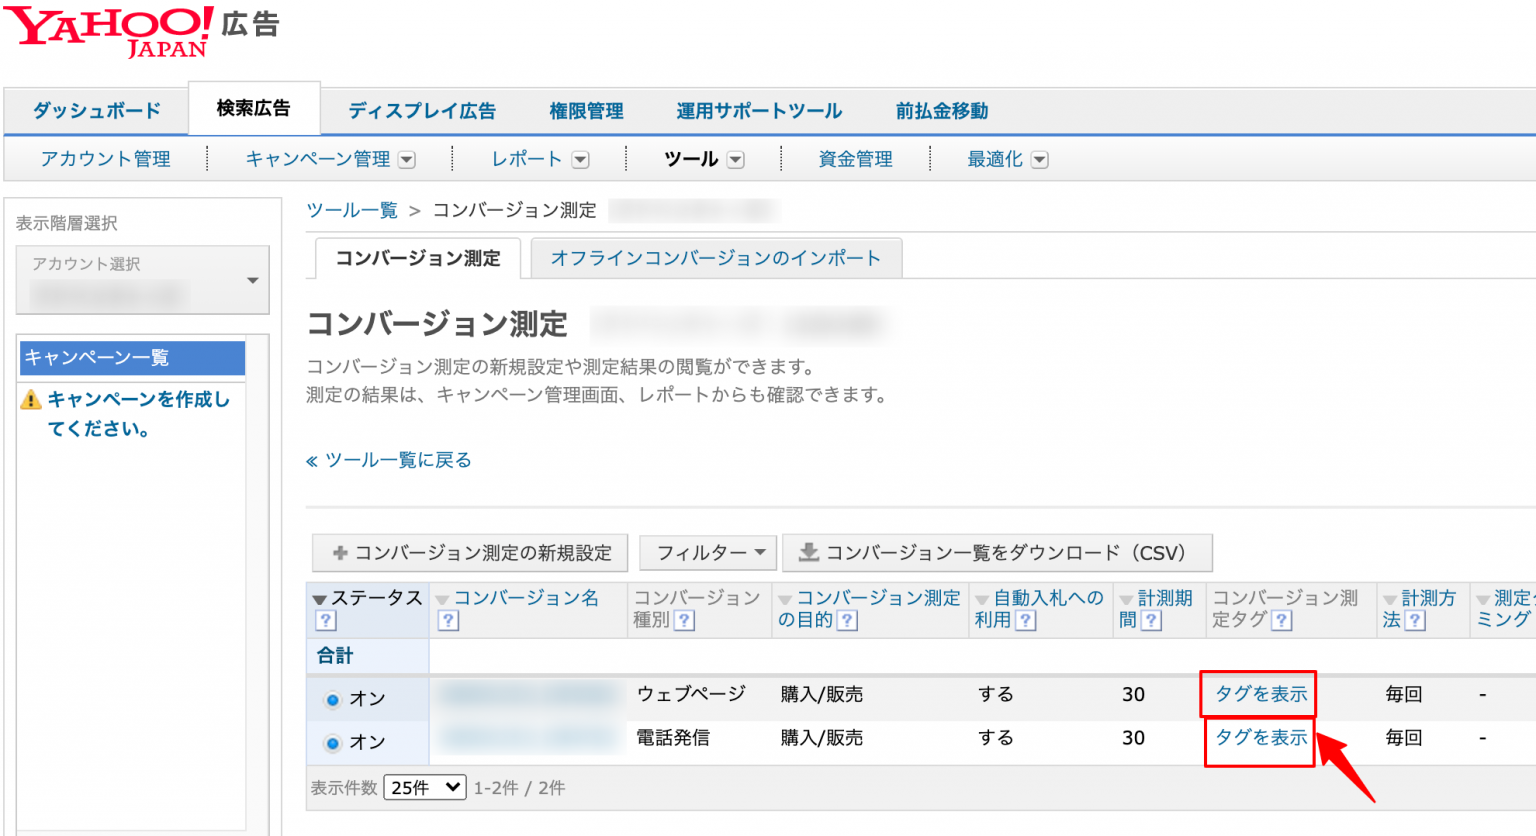 YAHOO! JAPAN 広告
ダッシュボード 検索広告 ディスプレイ広告 権限管理 運用サポートツール 前払金移動
アカウント管理 キャンペーン管理 レポート ツール 資金管理 最適化
表示階層選択
アカウント選択
キャンペーン一覧
キャンペーンを作成し
てください。
ツール一覧 > コンバージョン測定
コンバージョン測定 オフラインコンバージョンのインポート
コンバージョン測定
コンバージョン測定の新規設定や測定結果の閲覧ができます。
測定の結果は、キャンペーン管理画面、レポートからも確認できます。
« ツール一覧に戻る
+ コンバージョン測定の新規設定 フィルター コンバージョン一覧をダウンロード（CSV）
ステータス コンバージョン名 コンバージョン コンバージョン測定 自動入札への 計測期 コンバージョン測 計測方
? ? 種別 ? の目的 ? 利用 ? 間 ? 定タグ ? 法 ? ミング
合計
オン ウェブページ 購入/販売 する 30 タグを表示 毎回 -
オン 電話発信 購入/販売 する 30 タグを表示 毎回 -
表示件数 25件 1-2件 / 2件